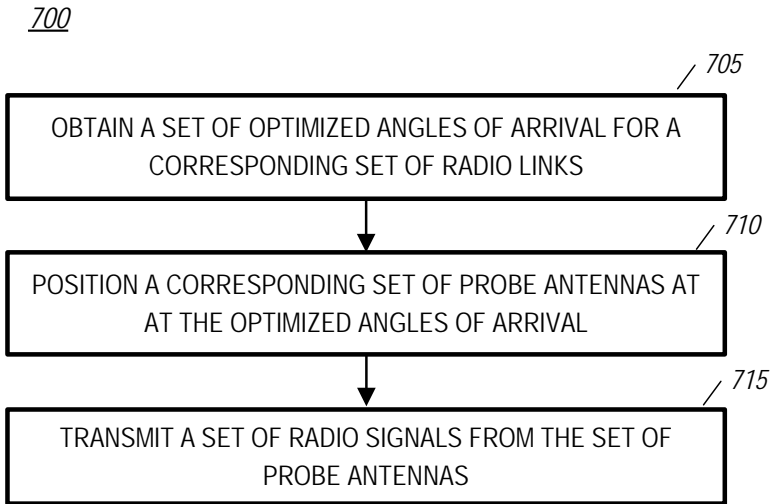 700
705
OBTAIN A SET OF OPTIMIZED ANGLES OF ARRIVAL FOR A
CORRESPONDING SET OF RADIO LINKS
710
POSITION A CORRESPONDING SET OF PROBE ANTENNAS AT
AT THE OPTIMIZED ANGLES OF ARRIVAL
715
TRANSMIT A SET OF RADIO SIGNALS FROM THE SET OF
PROBE ANTENNAS